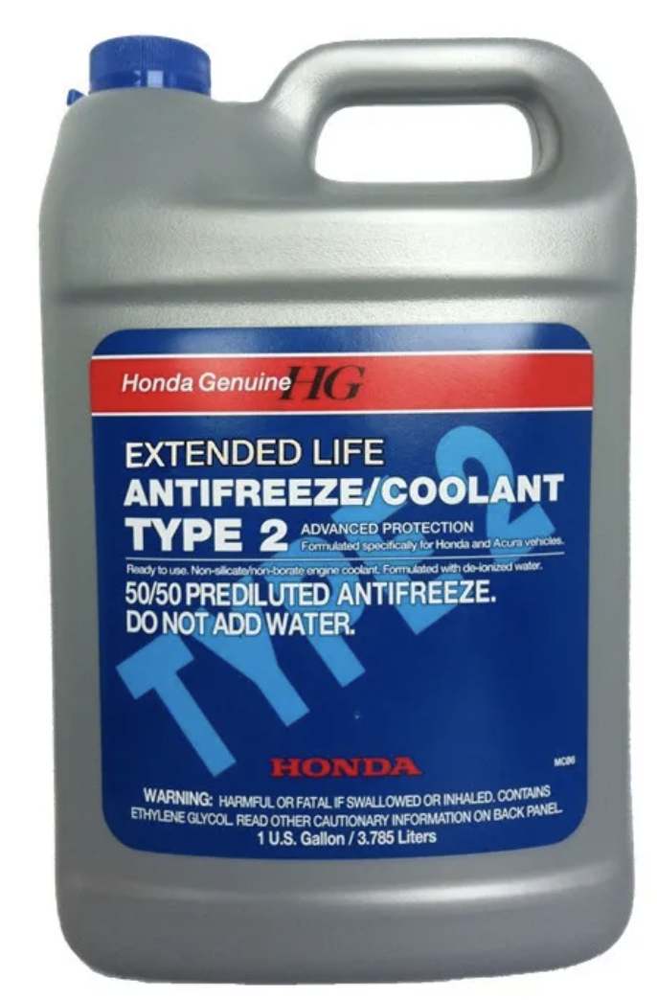 Honda Genuine HG
EXTENDED LIFE
ANTIFREEZE/COOLANT
TYPE 2 ADVANCED PROTECTION
Formulated specifically for Honda and Acura vehicles.
Ready to use. Non-silicate/non-borate engine coolant. Formulated with de-ionized water.
50/50 PREDILUTED ANTIFREEZE.
DO NOT ADD WATER.
TYPE 2
HONDA
MC06
WARNING: HARMFUL OR FATAL IF SWALLOWED OR INHALED. CONTAINS
ETHYLENE GLYCOL. READ OTHER CAUTIONARY INFORMATION ON BACK PANEL.
1 U.S. Gallon / 3.785 Liters